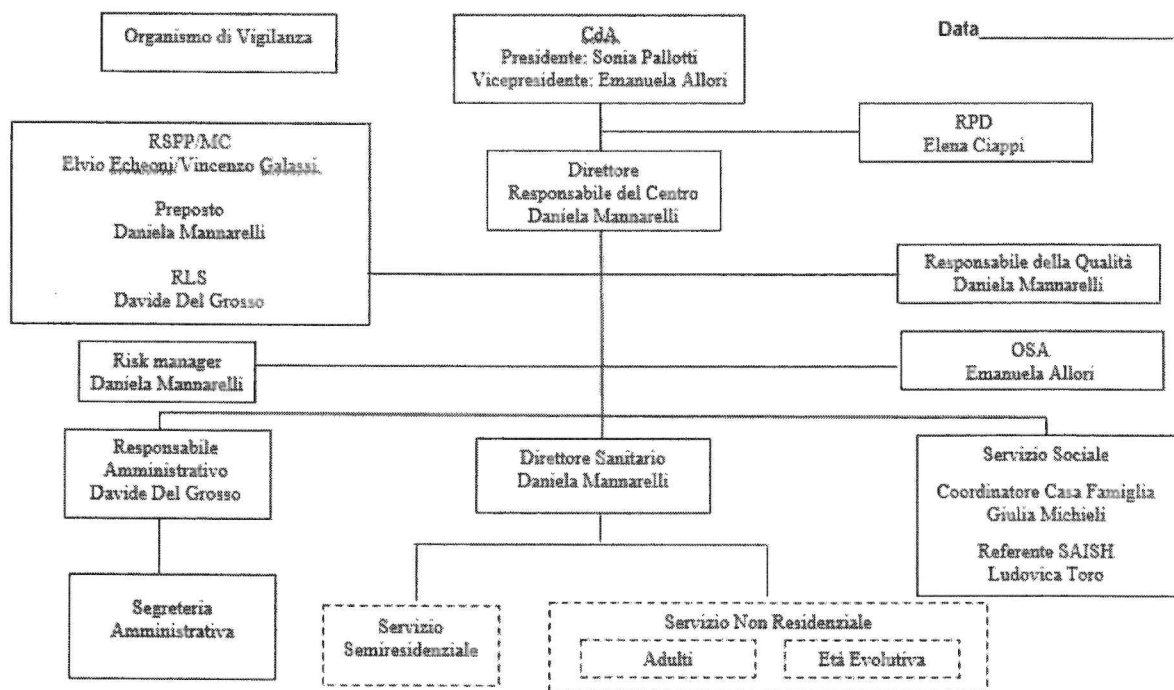 Organismo di Vigilanza
CdA
Presidente: Sonia Pallotti
Vicepresidente: Emanuela Allori
Data
RSPP/MC
Elvio Echeoni/Vincenzo Galassi
Preposto
Daniela Mannarelli
RLS
Davide Del Grosso
RPD
Elena Ciappi
Direttore
Responsabile del Centro
Daniela Mannarelli
Responsabile della Qualità
Daniela Mannarelli
Risk manager
Daniela Mannarelli
OSA
Emanuela Allori
Responsabile
Amministrativo
Davide Del Grosso
Direttore Sanitario
Daniela Mannarelli
Servizio Sociale
Coordinatore Casa Famiglia
Giulia Michieli
Referente SAISH
Ludovica Toro
Segreteria
Amministrativa
Servizio
Semiresidenziale
Servizio Non Residenziale
Adulti
Età Evolutiva